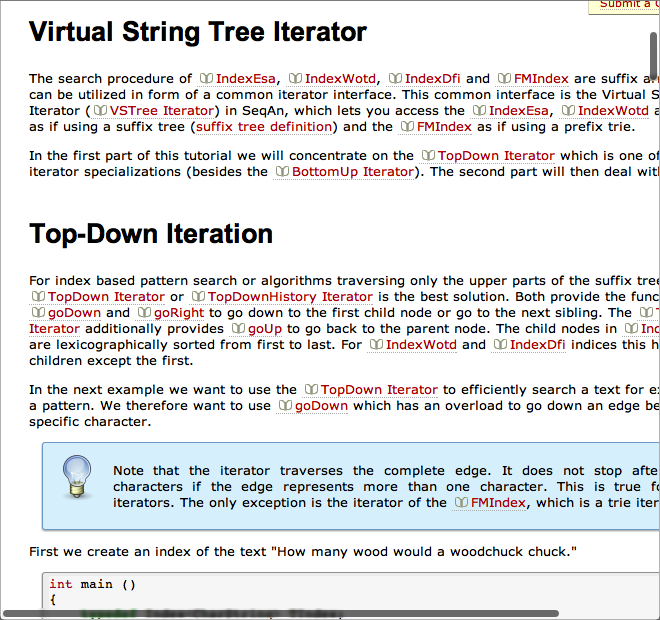 Submit a
Virtual String Tree Iterator
The search procedure of IndexEsa, IndexWotd, IndexDfi and FMIndex are suffix
can be utilized in form of a common iterator interface. This common interface is the Virtual
Iterator (VSTree Iterator) in SeqAn, which lets you access the IndexEsa, IndexWotd
as if using a suffix tree (suffix tree definition) and the FMIndex as if using a prefix trie.
In the first part of this tutorial we will concentrate on the TopDown Iterator which is one of
iterator specializations (besides the BottomUp Iterator). The second part will then deal
Top-Down Iteration
For index based pattern search or algorithms traversing only the upper parts of the suffix tree
TopDown Iterator or TopDownHistory Iterator is the best solution. Both provide the
goDown and goRight to go down to the first child node or go to the next sibling. The
Iterator additionally provides goUp to go back to the parent node. The child nodes in
are lexicographically sorted from first to last. For IndexWotd and IndexDfi indices this
children except the first.
In the next example we want to use the TopDown Iterator to efficiently search a text for
a pattern. We therefore want to use goDown which has an overload to go down an edge
specific character.
Note that the iterator traverses the complete edge. It does not stop
characters if the edge represents more than one character. This is true
iterators. The only exception is the iterator of the FMIndex, which is a trie
First we create an index of the text "How many wood would a woodchuck chuck."
int main ()
{